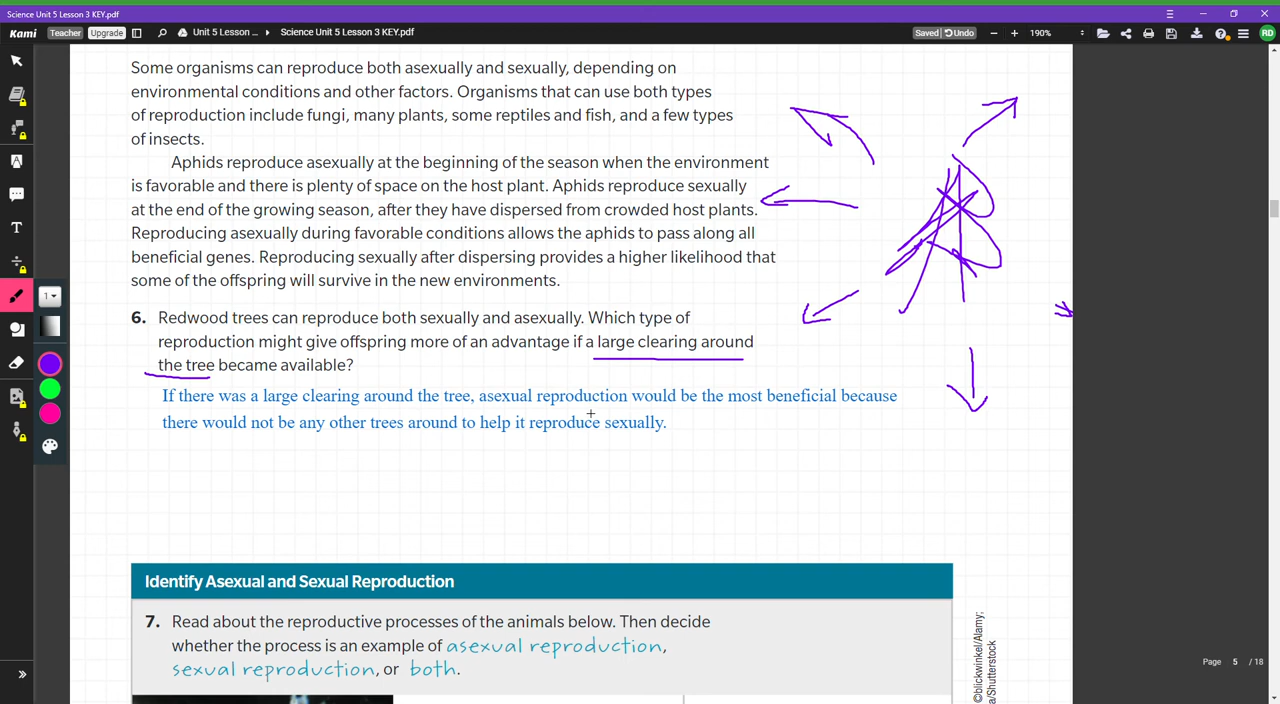 Science Unit 5 Lesson 3 KEY.pdf
Kami Teacher Upgrade Unit 5 Lesson ... Science Unit 5 Lesson 3 KEY.pdf Saved Undo 190% RD
Some organisms can reproduce both asexually and sexually, depending on
environmental conditions and other factors. Organisms that can use both types
of reproduction include fungi, many plants, some reptiles and fish, and a few types
of insects.
Aphids reproduce asexually at the beginning of the season when the environment
is favorable and there is plenty of space on the host plant. Aphids reproduce sexually
at the end of the growing season, after they have dispersed from crowded host plants.
Reproducing asexually during favorable conditions allows the aphids to pass along all
beneficial genes. Reproducing sexually after dispersing provides a higher likelihood that
some of the offspring will survive in the new environments.
6. Redwood trees can reproduce both sexually and asexually. Which type of
reproduction might give offspring more of an advantage if a large clearing around
the tree became available?
If there was a large clearing around the tree, asexual reproduction would be the most beneficial because
there would not be any other trees around to help it reproduce sexually.
Identify Asexual and Sexual Reproduction
7. Read about the reproductive processes of the animals below. Then decide
whether the process is an example of asexual reproduction,
sexual reproduction, or both.
©blickwinkel/Alamy;
a/Shutterstock
1
T
A
Page 5 / 18